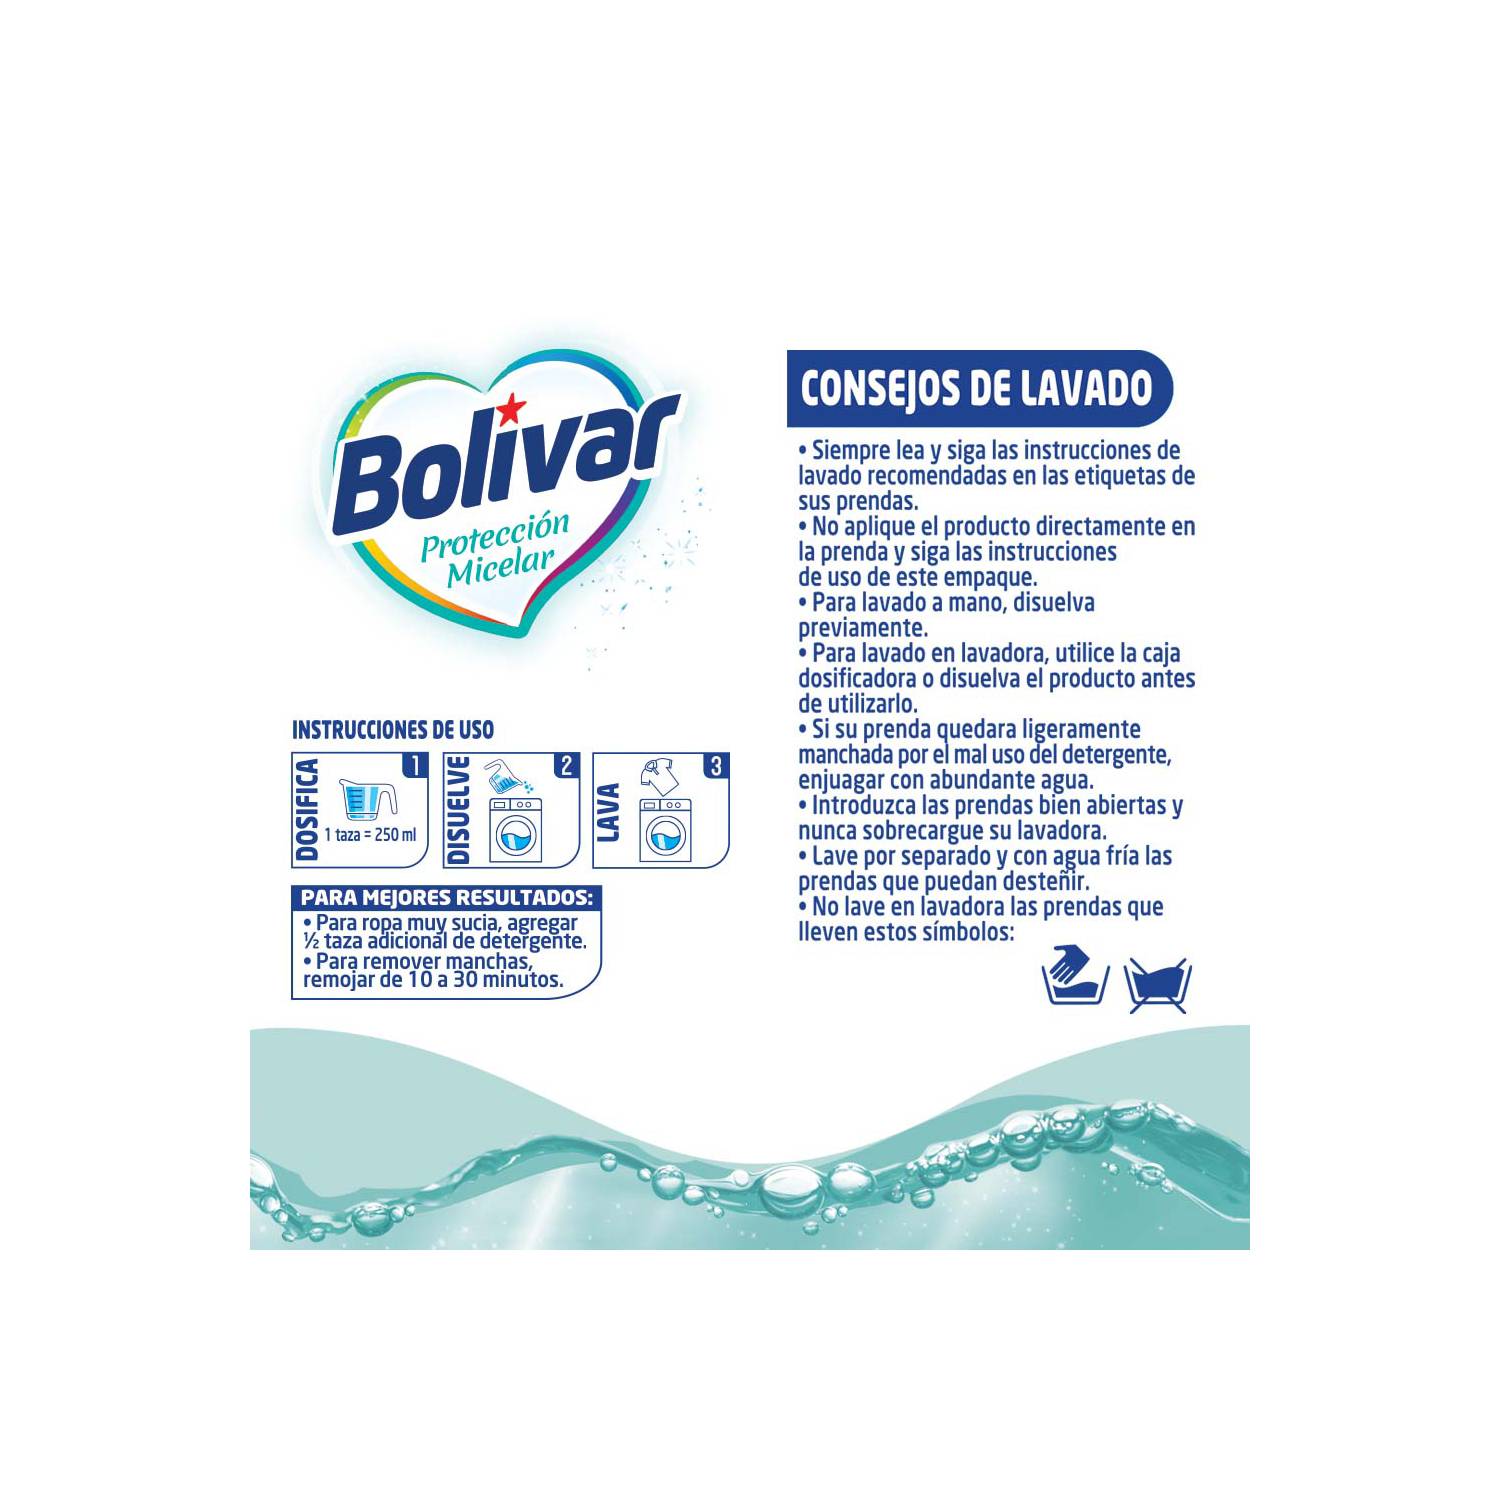 Bolívar
Protección
Micelar
INSTRUCCIONES DE USO
DOSIFICA
1
1 taza = 250 ml
DISUELVE
2
LAVA
3
PARA MEJORES RESULTADOS:
• Para ropa muy sucia, agregar
½ taza adicional de detergente.
• Para remover manchas,
remojar de 10 a 30 minutos.
CONSEJOS DE LAVADO
• Siempre lea y siga las instrucciones de
lavado recomendadas en las etiquetas de
sus prendas.
• No aplique el producto directamente en
la prenda y siga las instrucciones
de uso de este empaque.
• Para lavado a mano, disuelva
previamente.
• Para lavado en lavadora, utilice la caja
dosificadora o disuelva el producto antes
de utilizarlo.
• Si su prenda quedara ligeramente
manchada por el mal uso del detergente,
enjuagar con abundante agua.
• Introduzca las prendas bien abiertas y
nunca sobrecargue su lavadora.
• Lave por separado y con agua fría las
prendas que puedan desteñir.
• No lave en lavadora las prendas que
lleven estos símbolos: